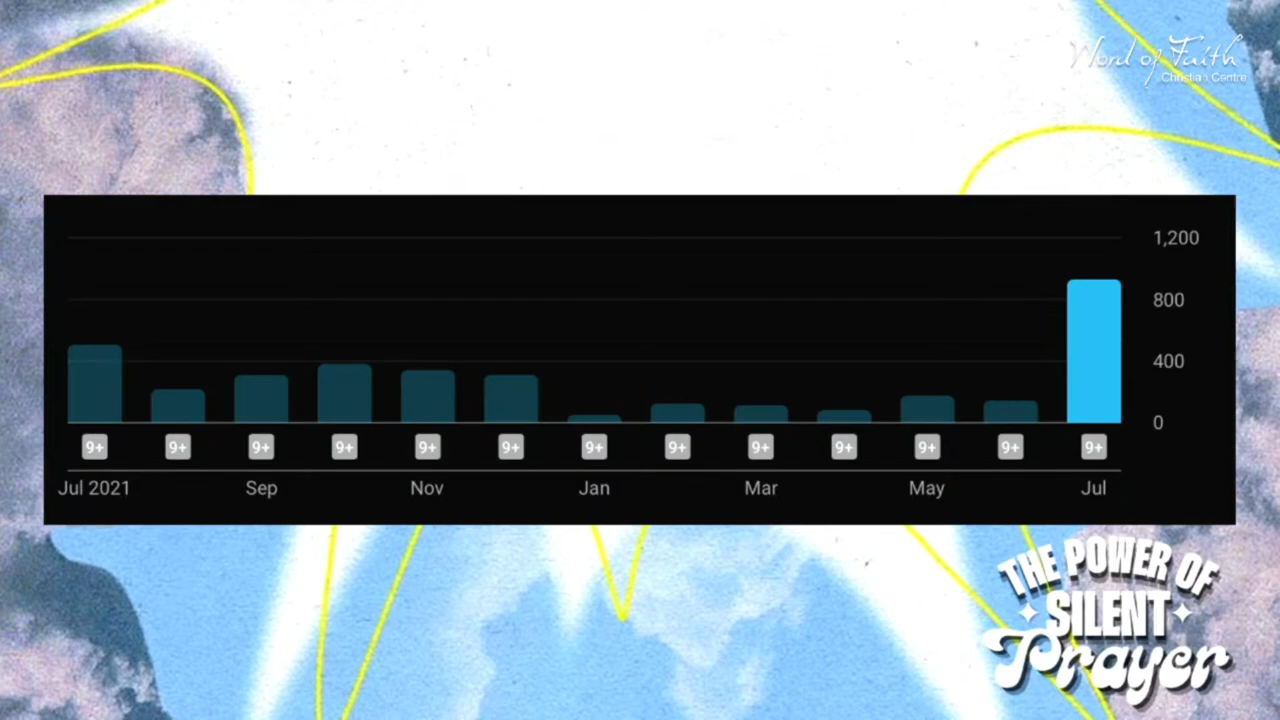 Word of Faith
Christian Centre
1,200
800
400
0
9+ 9+ 9+ 9+ 9+ 9+ 9+ 9+ 9+ 9+ 9+ 9+ 9+
Jul 2021 Sep Nov Jan Mar May Jul
THE POWER OF
SILENT
Prayer